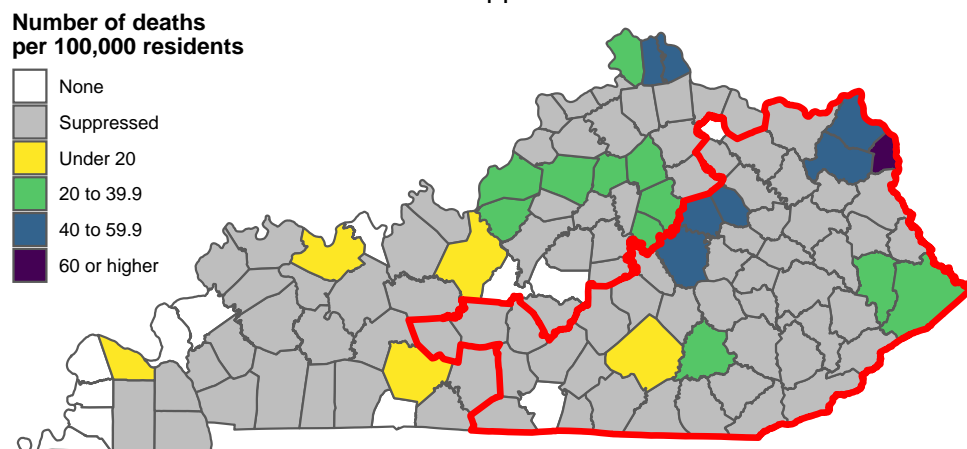 Number of deaths
per 100,000 residents
None
Suppressed
Under 20
20 to 39.9
40 to 59.9
60 or higher